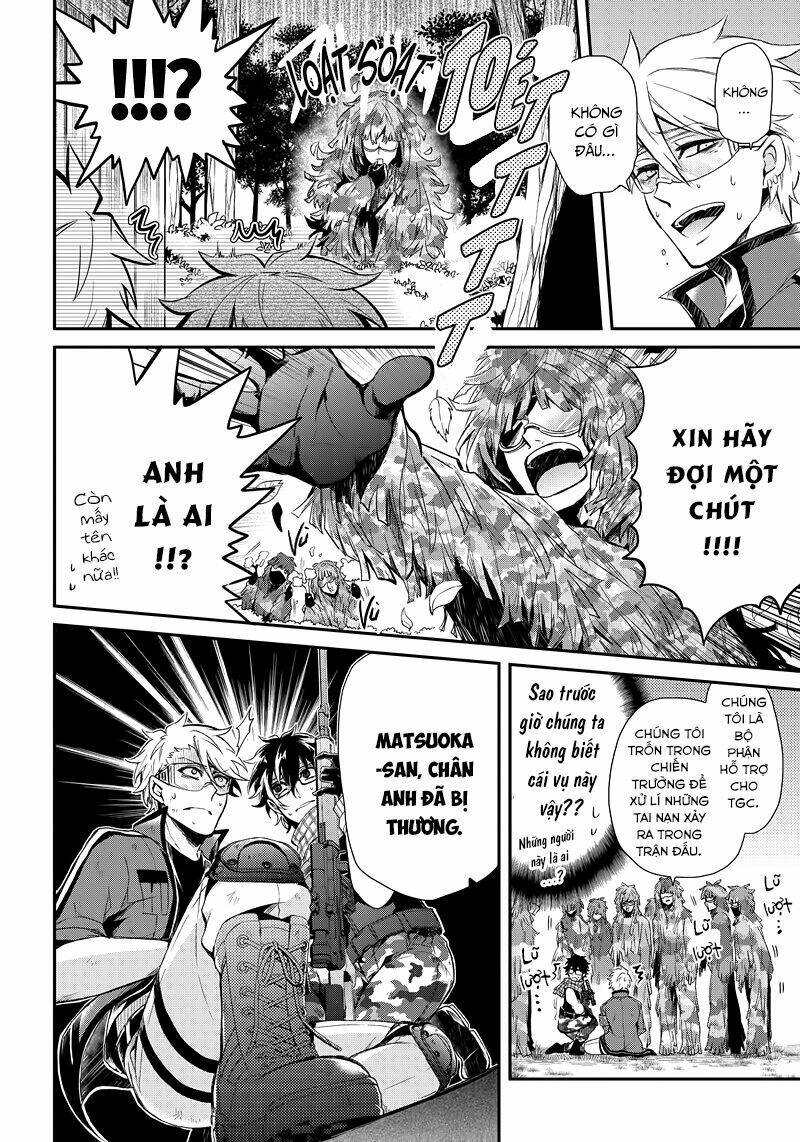 KHÔNG...
KHÔNG
CÓ GÌ
ĐÂU...
TOÉTTTTTT
LOẠT SOẠT
!!!?
XIN HÃY
ĐỢI MỘT
CHÚT
!!!!
ANH
LÀ AI
!!?
Còn
mấy
tên
khác
nữa!!
Vù
Vù
CHÚNG
TÔI LÀ
BỘ
PHẬN
HỖ TRỢ
CHO
TGC.
CHÚNG TÔI
TRỐN TRONG
CHIẾN
TRƯỜNG ĐỂ
XỬ LÍ NHỮNG
TAI NẠN XẢY
RA TRONG
TRẬN ĐẤU.
Sao trước
giờ chúng ta
không biết
cái vụ này
vậy??
Những người
này là ai
....?
Lũ
lượt
Lũ
lượt
MATSUOKA
-SAN, CHÂN
ANH ĐÃ BỊ
THƯƠNG.